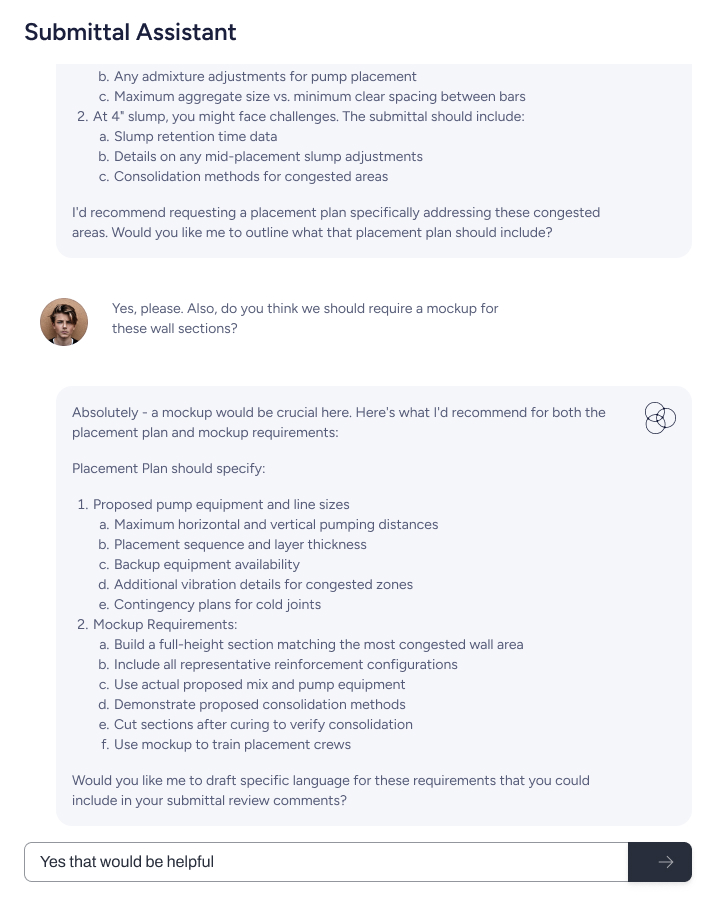 Submittal Assistant
b. Any admixture adjustments for pump placement
c. Maximum aggregate size vs. minimum clear spacing between bars
2. At 4" slump, you might face challenges. The submittal should include:
a. Slump retention time data
b. Details on any mid-placement slump adjustments
c. Consolidation methods for congested areas
I'd recommend requesting a placement plan specifically addressing these congested
areas. Would you like me to outline what that placement plan should include?
Yes, please. Also, do you think we should require a mockup for
these wall sections?
Absolutely - a mockup would be crucial here. Here's what I'd recommend for both the
placement plan and mockup requirements:
Placement Plan should specify:
1. Proposed pump equipment and line sizes
a. Maximum horizontal and vertical pumping distances
b. Placement sequence and layer thickness
c. Backup equipment availability
d. Additional vibration details for congested zones
e. Contingency plans for cold joints
2. Mockup Requirements:
a. Build a full-height section matching the most congested wall area
b. Include all representative reinforcement configurations
c. Use actual proposed mix and pump equipment
d. Demonstrate proposed consolidation methods
e. Cut sections after curing to verify consolidation
f. Use mockup to train placement crews
Would you like me to draft specific language for these requirements that you could
include in your submittal review comments?
Yes that would be helpful